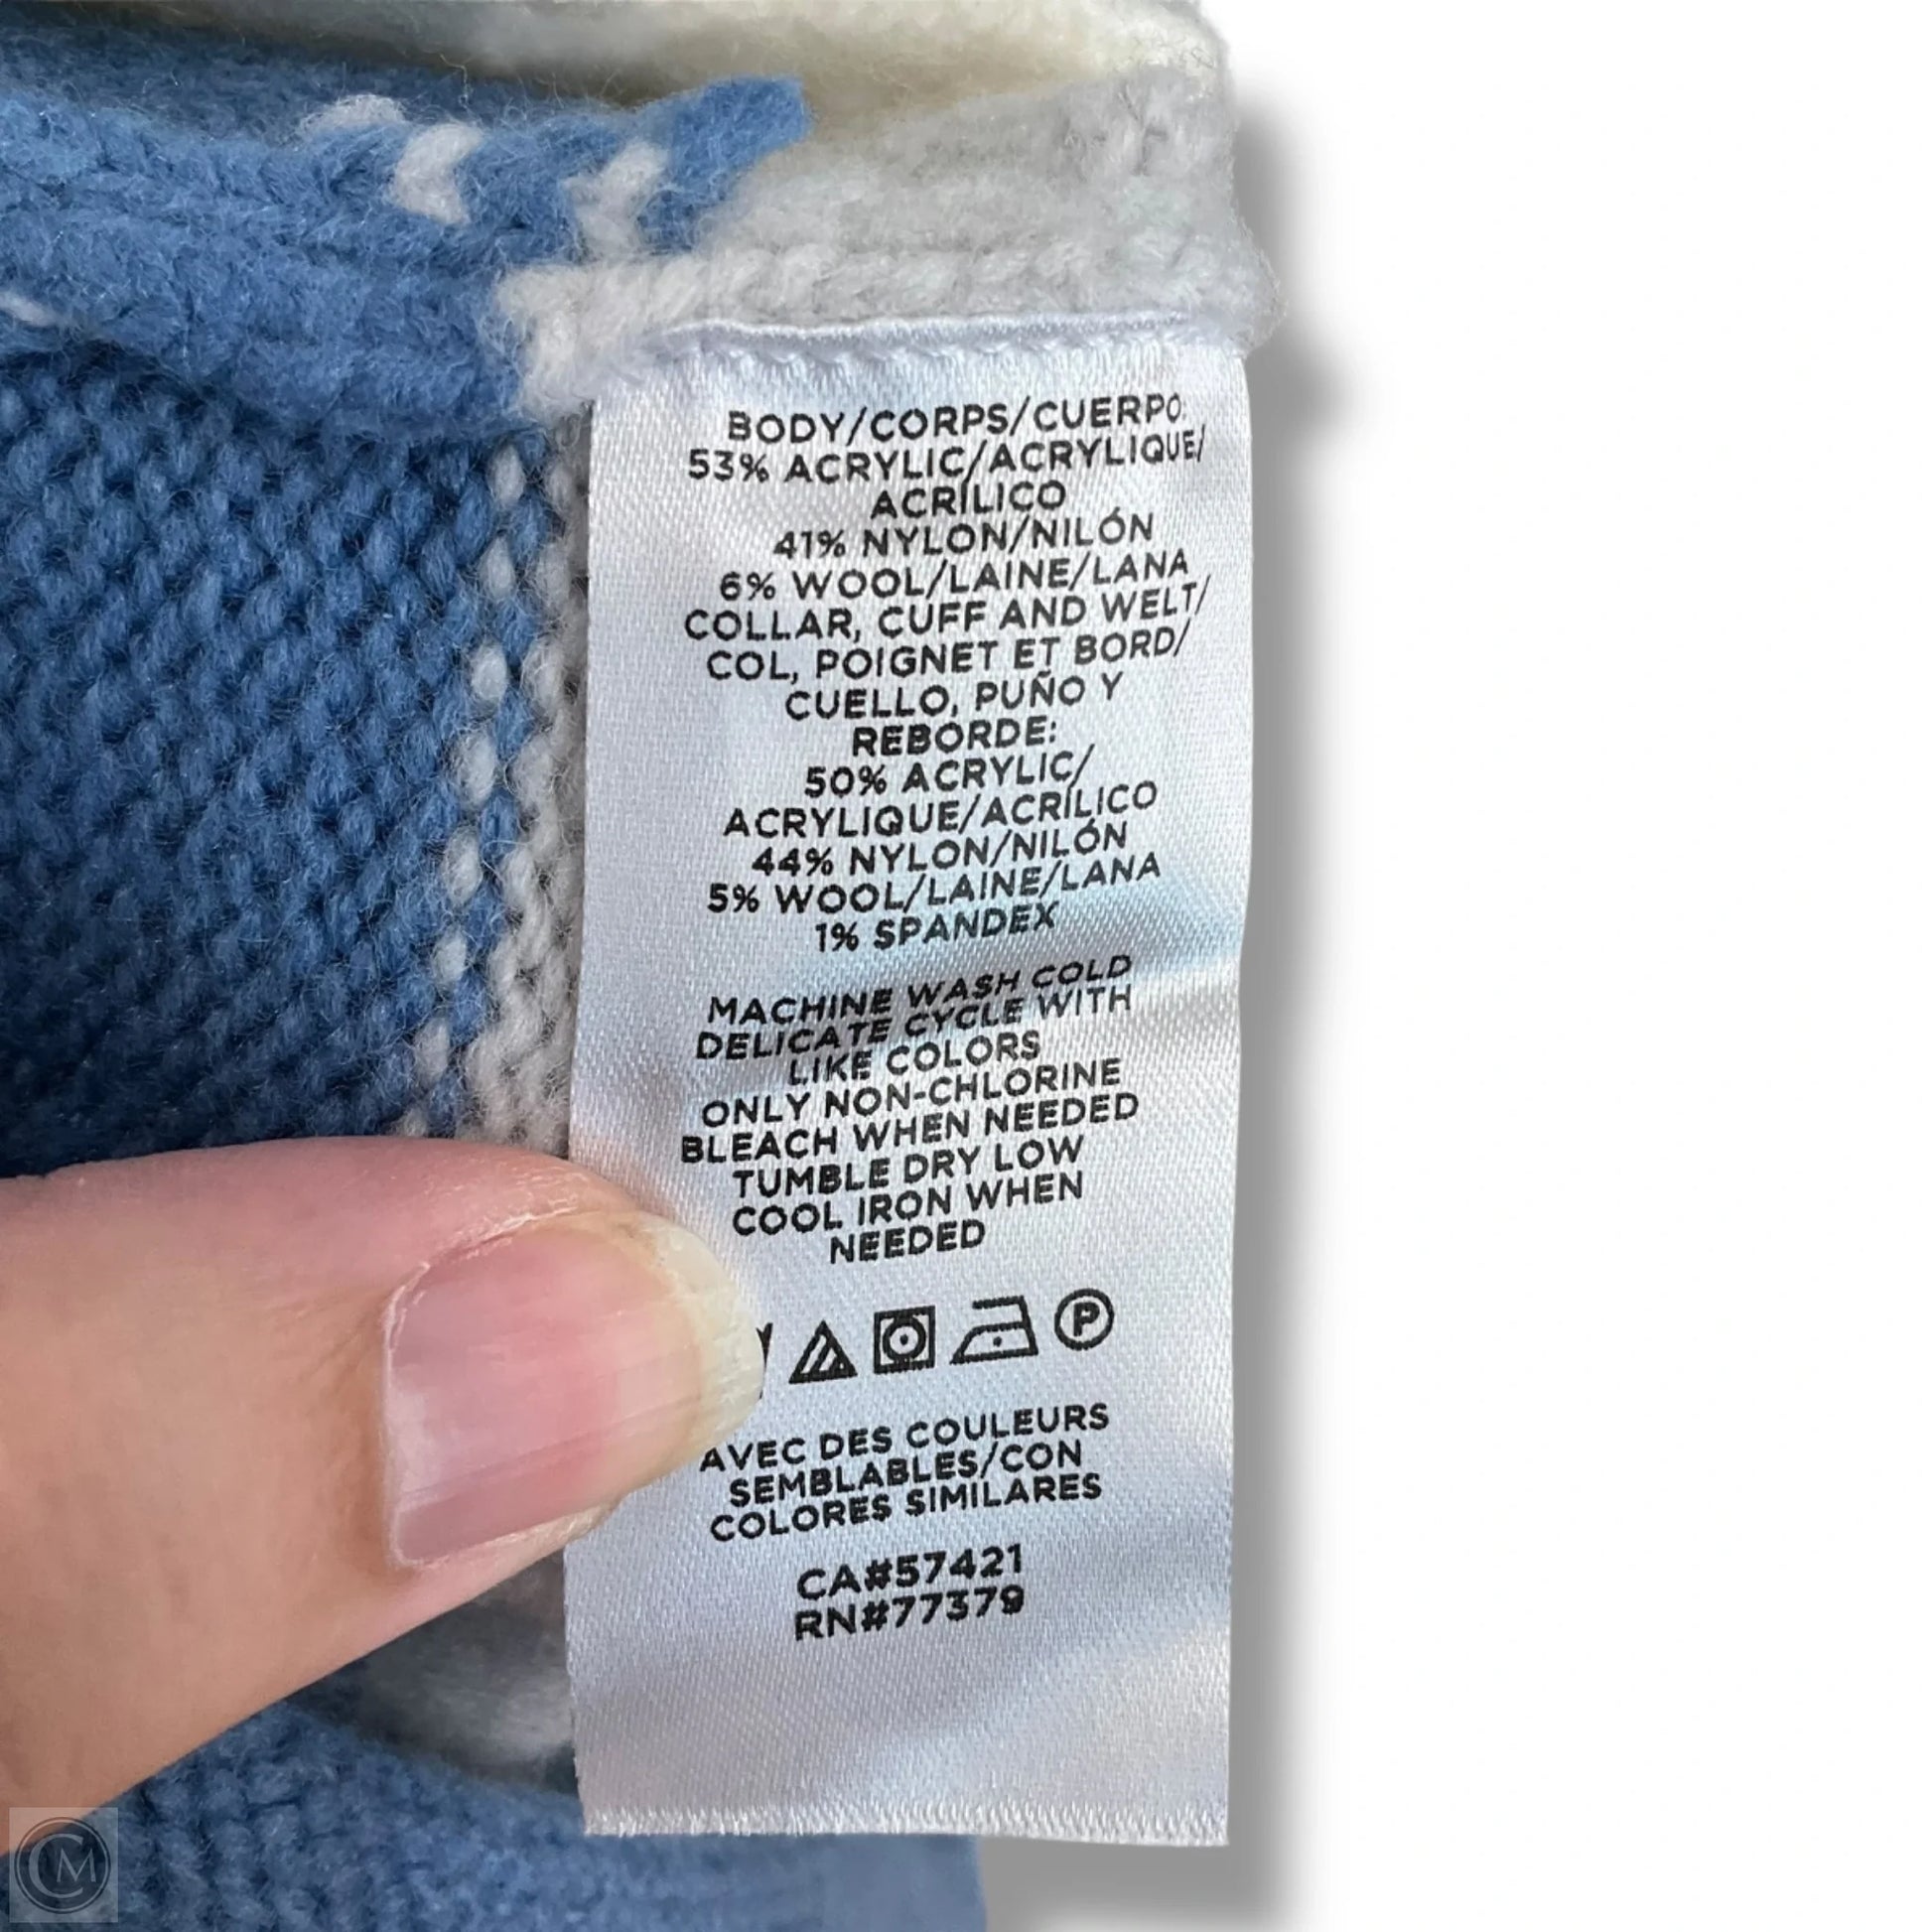 BODY/CORPS/CUERPO
53% ACRYLIC/ACRYLIQUE/
ACRÍLICO
41% NYLON/NILÓN
6% WOOL/LAINE/LANA
COLLAR, CUFF AND WELT/
COL, POIGNET ET BORD/
CUELLO, PUÑO Y
REBORDE:
50% ACRYLIC/
ACRYLIQUE/ACRÍLICO
44% NYLON/NILÓN
5% WOOL/LAINE/LANA
1% SPANDEX
MACHINE WASH COLD
DELICATE CYCLE WITH
LIKE COLORS
ONLY NON-CHLORINE
BLEACH WHEN NEEDED
TUMBLE DRY LOW
COOL IRON WHEN
NEEDED
P
AVEC DES COULEURS
SEMBLABLES/CON
COLORES SIMILARES
CA#57421
RN#77379
CM